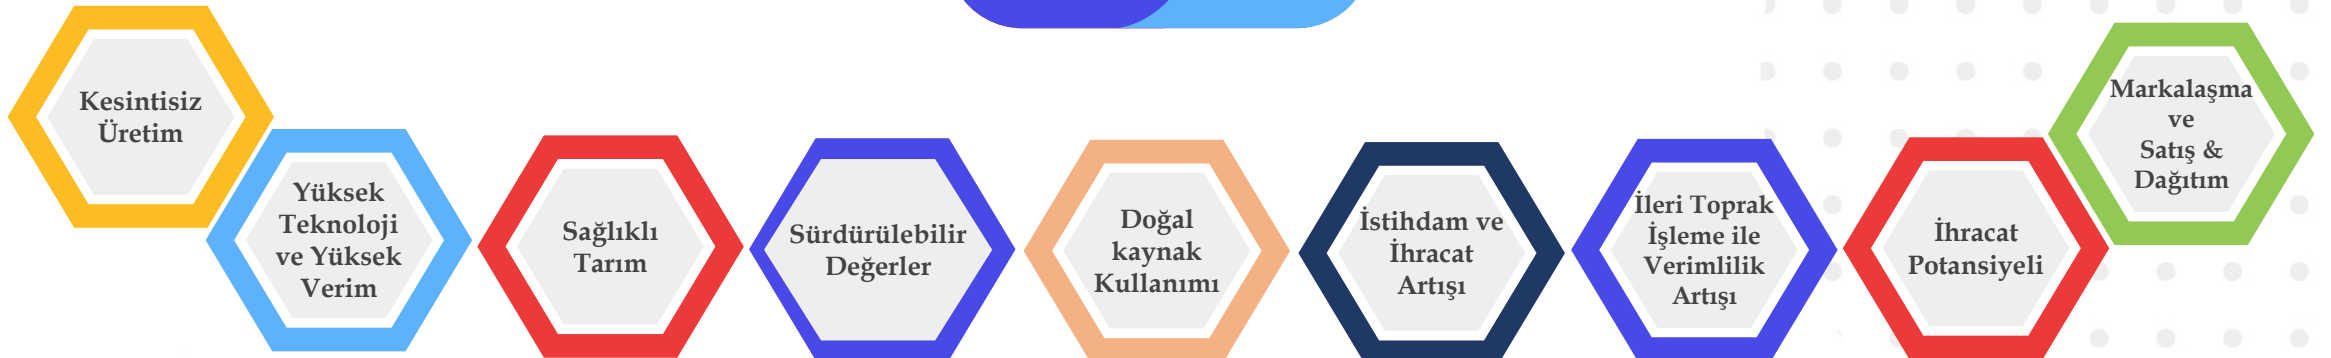 Kesintisiz
Üretim
Yüksek
Teknoloji
ve Yüksek
Verim
Sağlıklı
Tarım
Sürdürülebilir
Değerler
Doğal
kaynak
Kullanımı
İstihdam ve
İhracat
Artışı
İleri Toprak
İşleme ile
Verimlilik
Artışı
İhracat
Potansiyeli
Markalaşma
ve
Satış &
Dağıtım